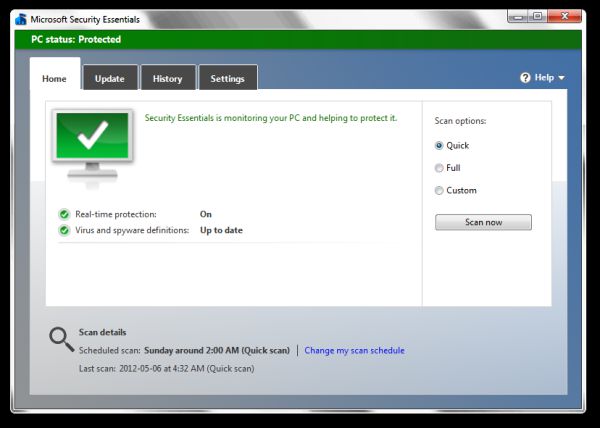 Microsoft Security Essentials
PC status: Protected
Home Update History Settings Help
Security Essentials is monitoring your PC and helping to protect it.
Real-time protection: On
Virus and spyware definitions: Up to date
Scan options:
Quick
Full
Custom
Scan now
Scan details
Scheduled scan: Sunday around 2:00 AM (Quick scan) Change my scan schedule
Last scan: 2012-05-06 at 4:32 AM (Quick scan)